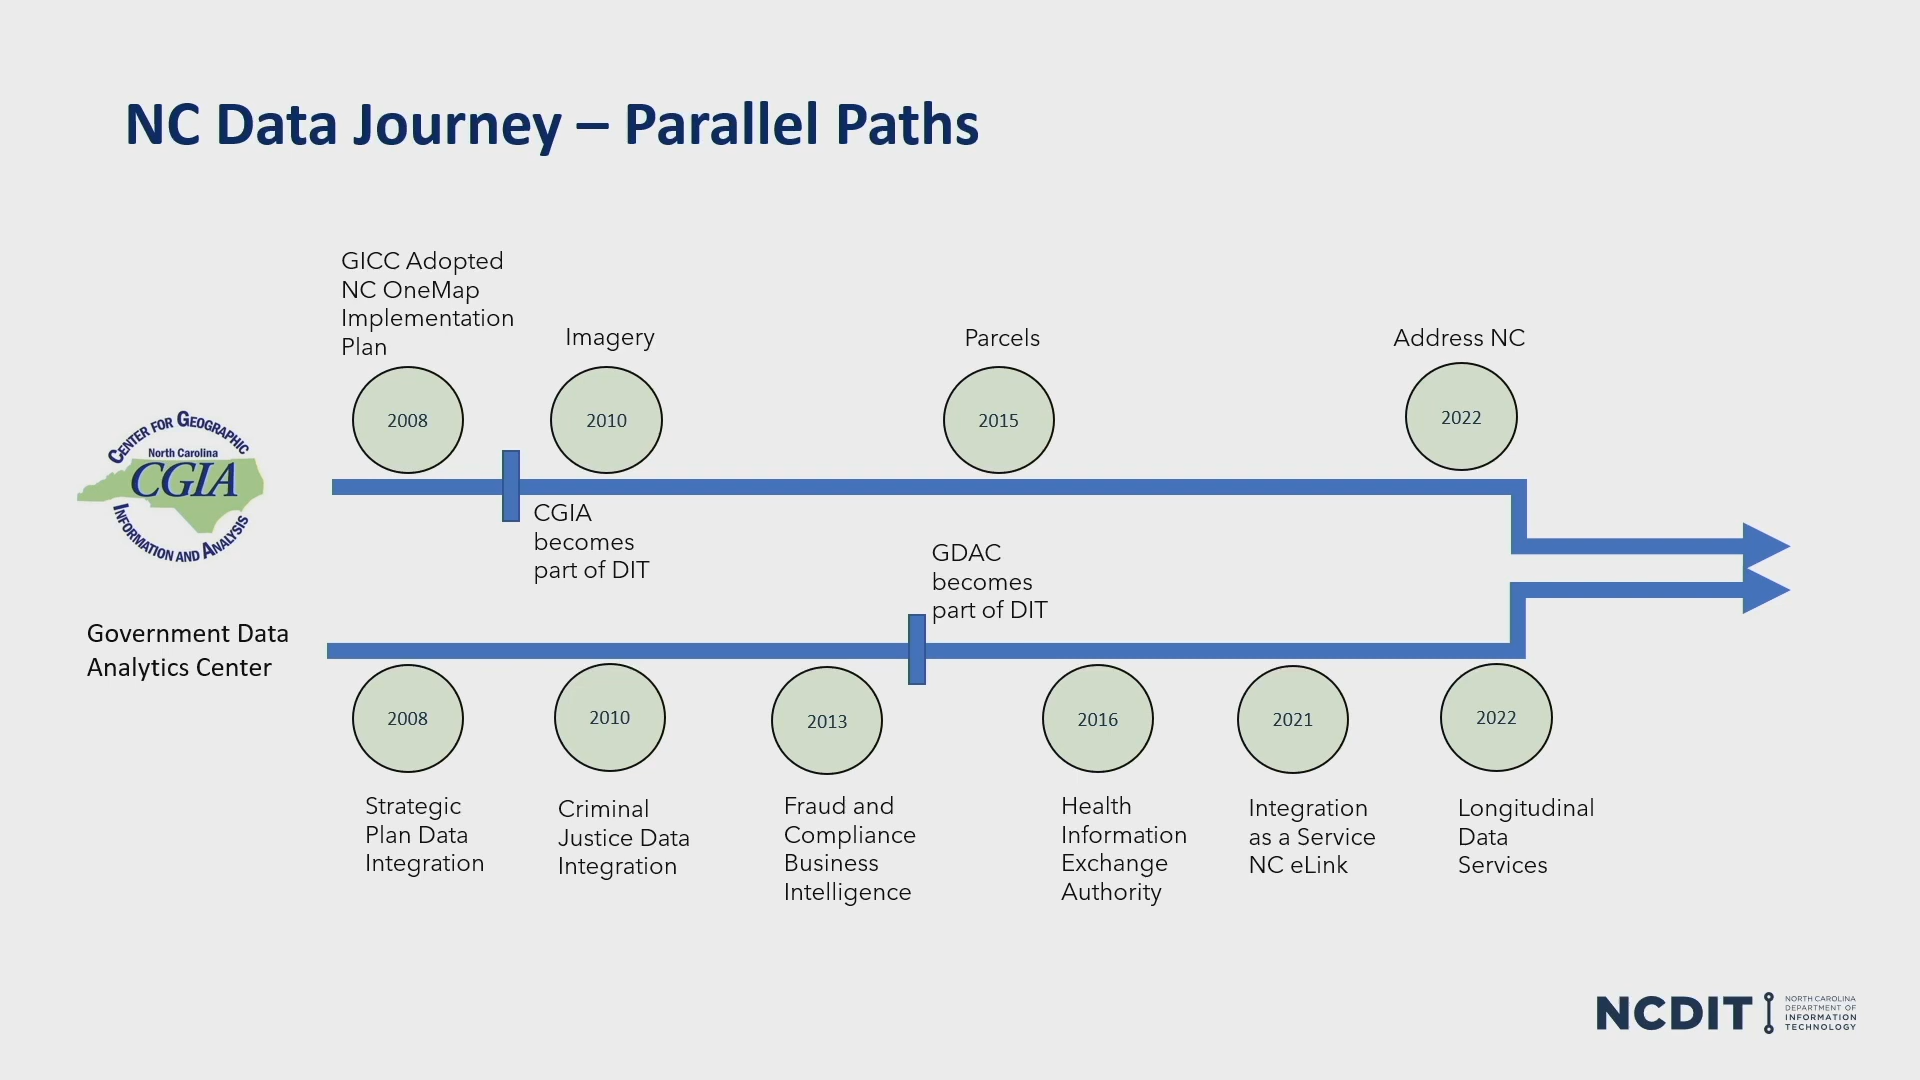 NC Data Journey – Parallel Paths
GICC Adopted
NC OneMap
Implementation
Plan
Imagery
Parcels
Address NC
2008
2010
2015
2022
CENTER FOR GEOGRAPHIC
North Carolina
CGIA
INFORMATION AND ANALYSIS
CGIA
becomes
part of DIT
GDAC
becomes
part of DIT
Government Data
Analytics Center
2008
2010
2013
2016
2021
2022
Strategic
Plan Data
Integration
Criminal
Justice Data
Integration
Fraud and
Compliance
Business
Intelligence
Health
Information
Exchange
Authority
Integration
as a Service
NC eLink
Longitudinal
Data
Services
NCDIT
NORTH CAROLINA
DEPARTMENT OF
INFORMATION
TECHNOLOGY